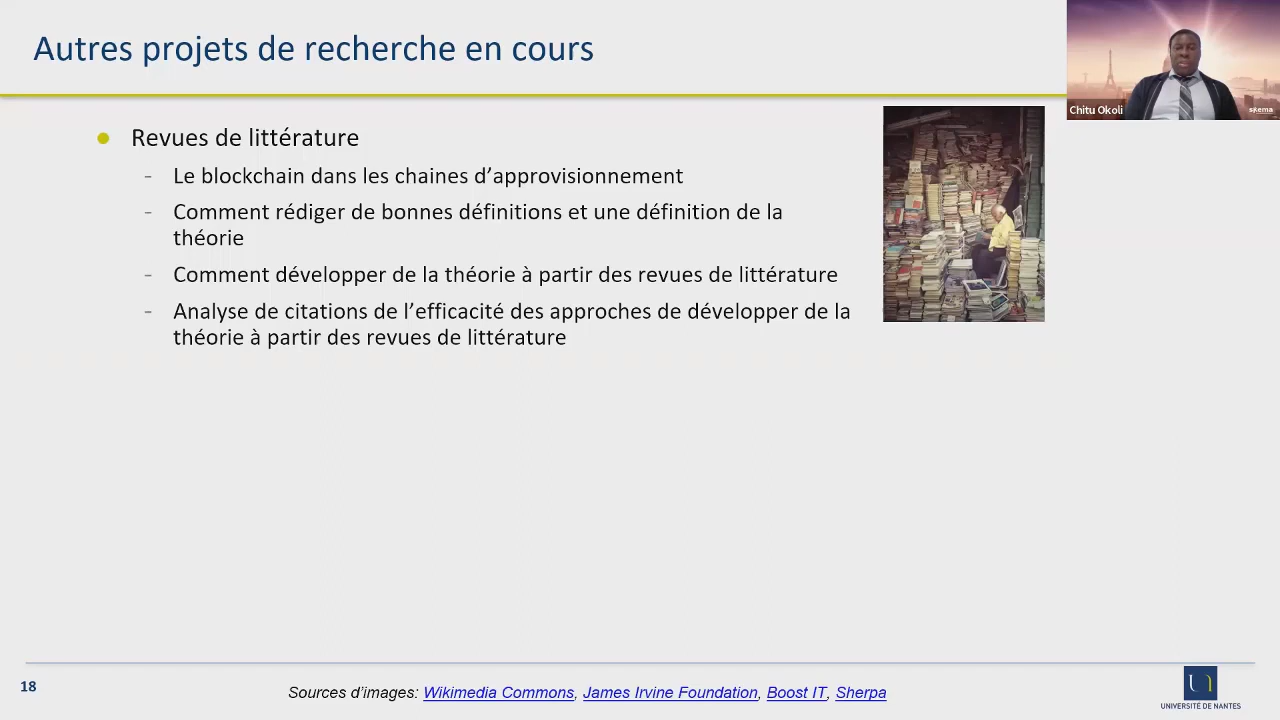 Autres projets de recherche en cours
Chitu Okoli
skema
● Revues de littérature
- Le blockchain dans les chaines d’approvisionnement
- Comment rédiger de bonnes définitions et une définition de la
théorie
- Comment développer de la théorie à partir des revues de littérature
- Analyse de citations de l’efficacité des approches de développer de la
théorie à partir des revues de littérature
18
Sources d’images: Wikimedia Commons, James Irvine Foundation, Boost IT, Sherpa
UNIVERSITÉ DE NANTES